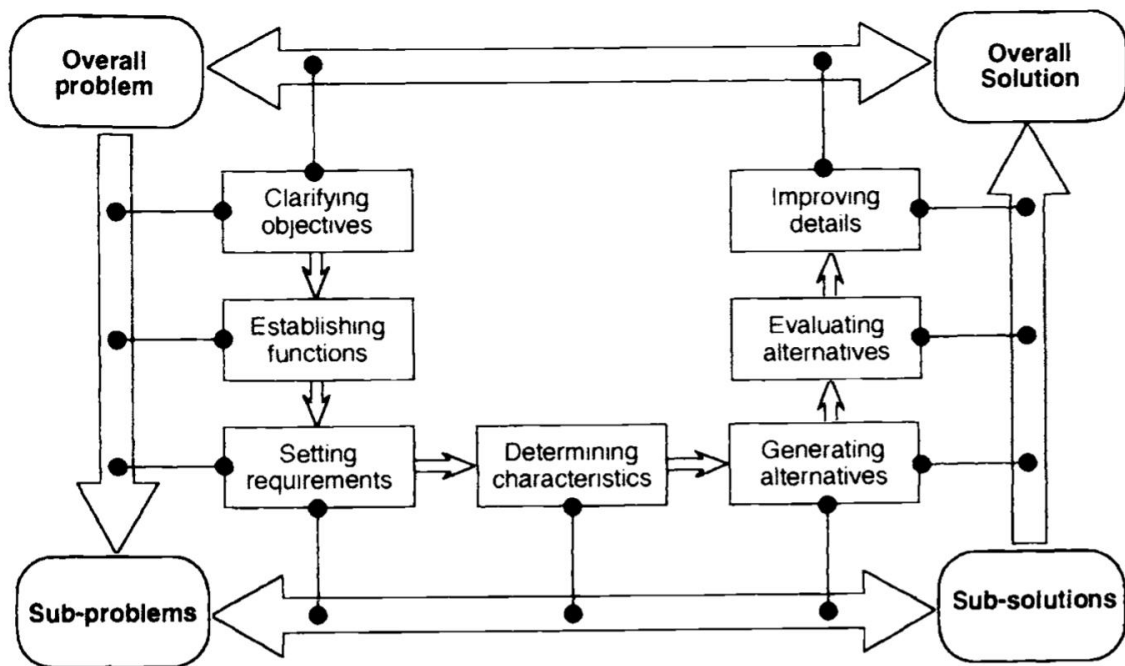 Overall
problem
Overall
Solution
Clarifying
objectives
Improving
details
Establishing
functions
Evaluating
alternatives
Setting
requirements
Determining
characteristics
Generating
alternatives
Sub-problems
Sub-solutions